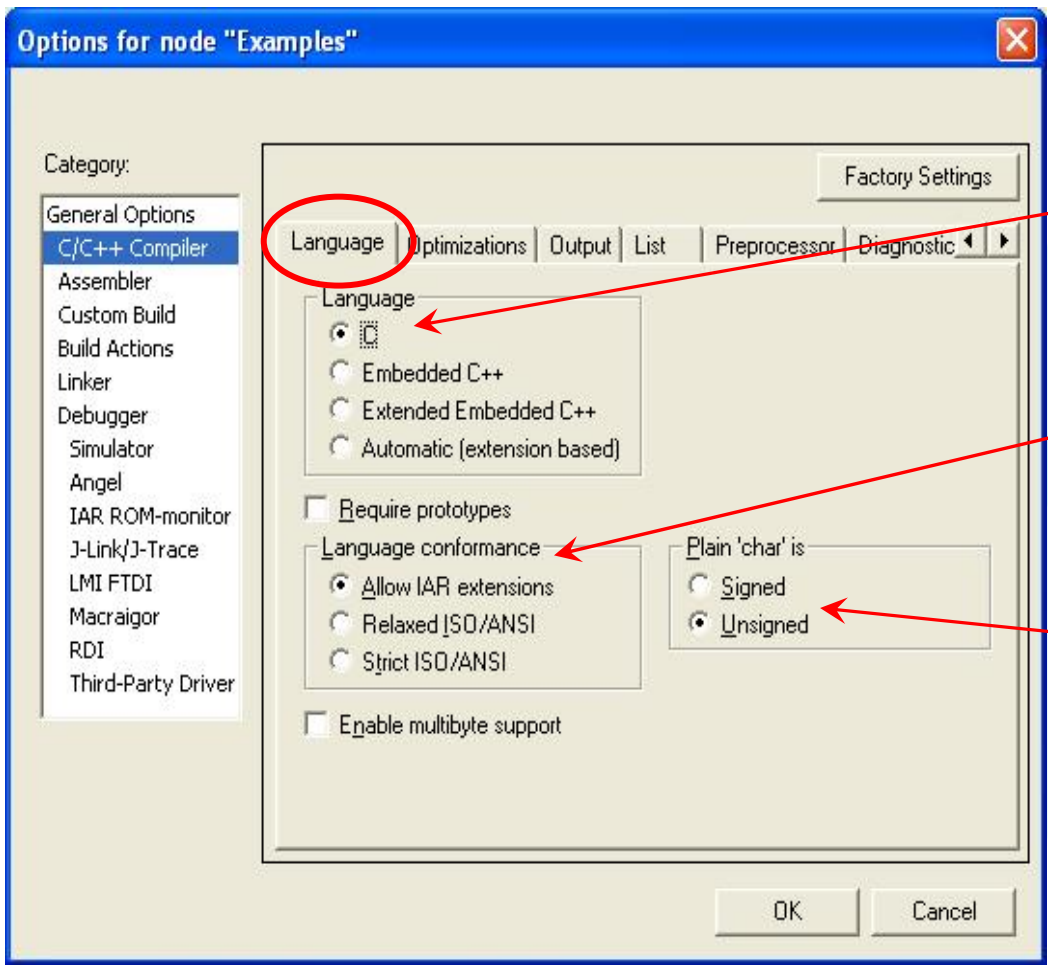 Options for node "Examples"
Category:
General Options
C/C++ Compiler
Assembler
Custom Build
Build Actions
Linker
Debugger
Simulator
Angel
IAR ROM-monitor
J-Link/J-Trace
LMI FTDI
Macraigor
RDI
Third-Party Driver
Factory Settings
Language
Optimizations
Output
List
Preprocessor
Diagnostic
Language
C
Embedded C++
Extended Embedded C++
Automatic (extension based)
Require prototypes
Language conformance
Allow IAR extensions
Relaxed ISO/ANSI
Strict ISO/ANSI
Plain 'char' is
Signed
Unsigned
Enable multibyte support
OK
Cancel